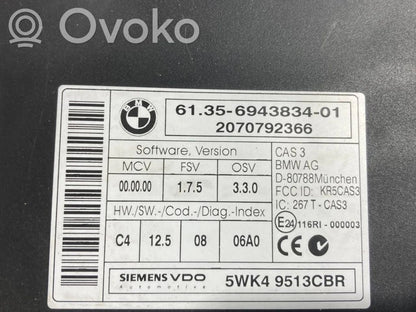 Ovoko
BMW
61.35-6943834-01
2070792366
Software, Version
MCV FSV OSV
00.00.00 1.7.5 3.3.0
HW./SW.-/Cod.-/Diag.-Index
C4 12.5 08 06A0
CAS 3
BMW AG
D-80788München
FCC ID: KR5CAS3
IC: 267 T - CAS3
E24 116RI - 000003
SIEMENS VDO
Automotive
5WK4 9513CBR